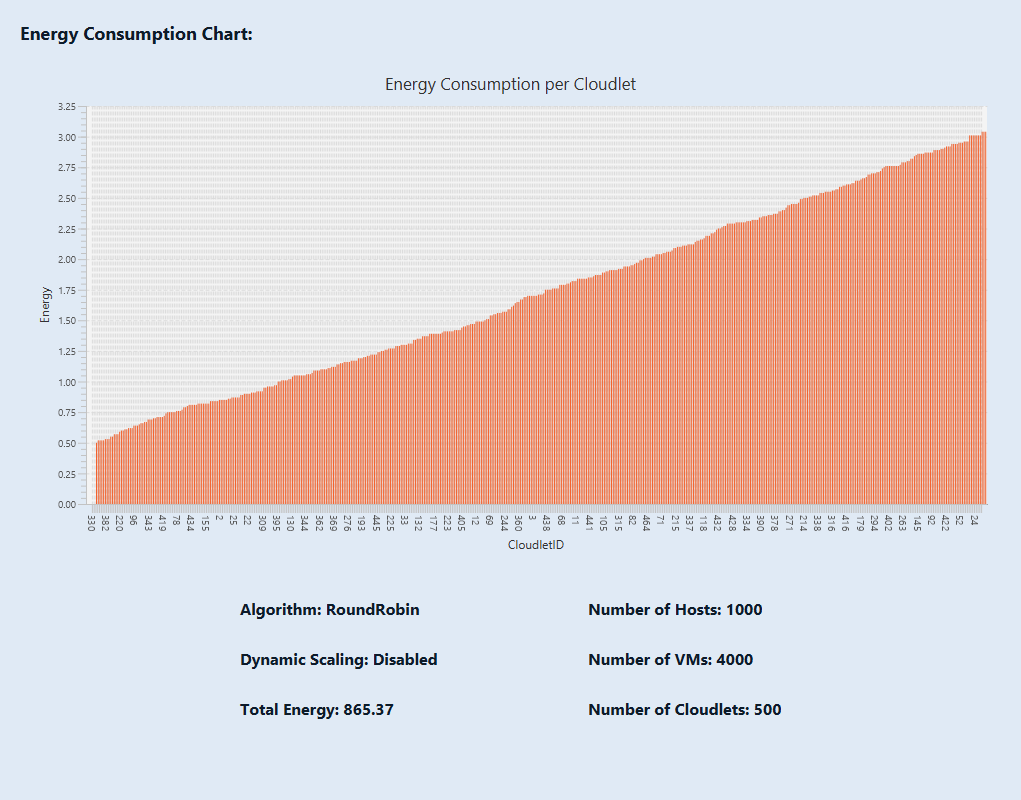 Energy Consumption Chart:
Energy Consumption per Cloudlet
3.25
3.00
2.75
2.50
2.25
2.00
1.75
1.50
1.25
1.00
0.75
0.50
0.25
0.00
Energy
330 382 220 96 343 419 78 434 155 2 25 22 309 395 130 344 362 369 276 193 445 225 33 132 177 223 405 12 69 244 360 3 438 68 11 441 105 315 82 464 71 215 337 118 432 428 334 390 378 271 214 338 316 416 179 294 402 263 145 92 422 52 24
CloudletID
Algorithm: RoundRobin
Number of Hosts: 1000
Dynamic Scaling: Disabled
Number of VMs: 4000
Total Energy: 865.37
Number of Cloudlets: 500